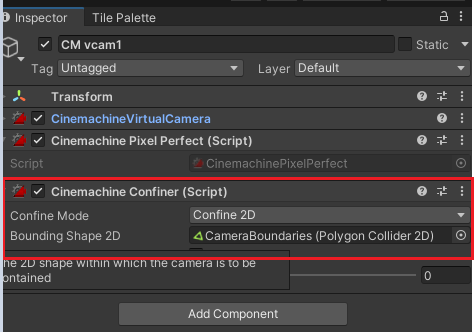 Inspector Tile Palette
CM vcam1 Static
Tag Untagged Layer Default
Transform
CinemachineVirtualCamera
Cinemachine Pixel Perfect (Script)
Script CinemachinePixelPerfect
Cinemachine Confiner (Script)
Confine Mode Confine 2D
Bounding Shape 2D CameraBoundaries (Polygon Collider 2D)
he 2D shape within which the camera is to be
ontained
0
Add Component